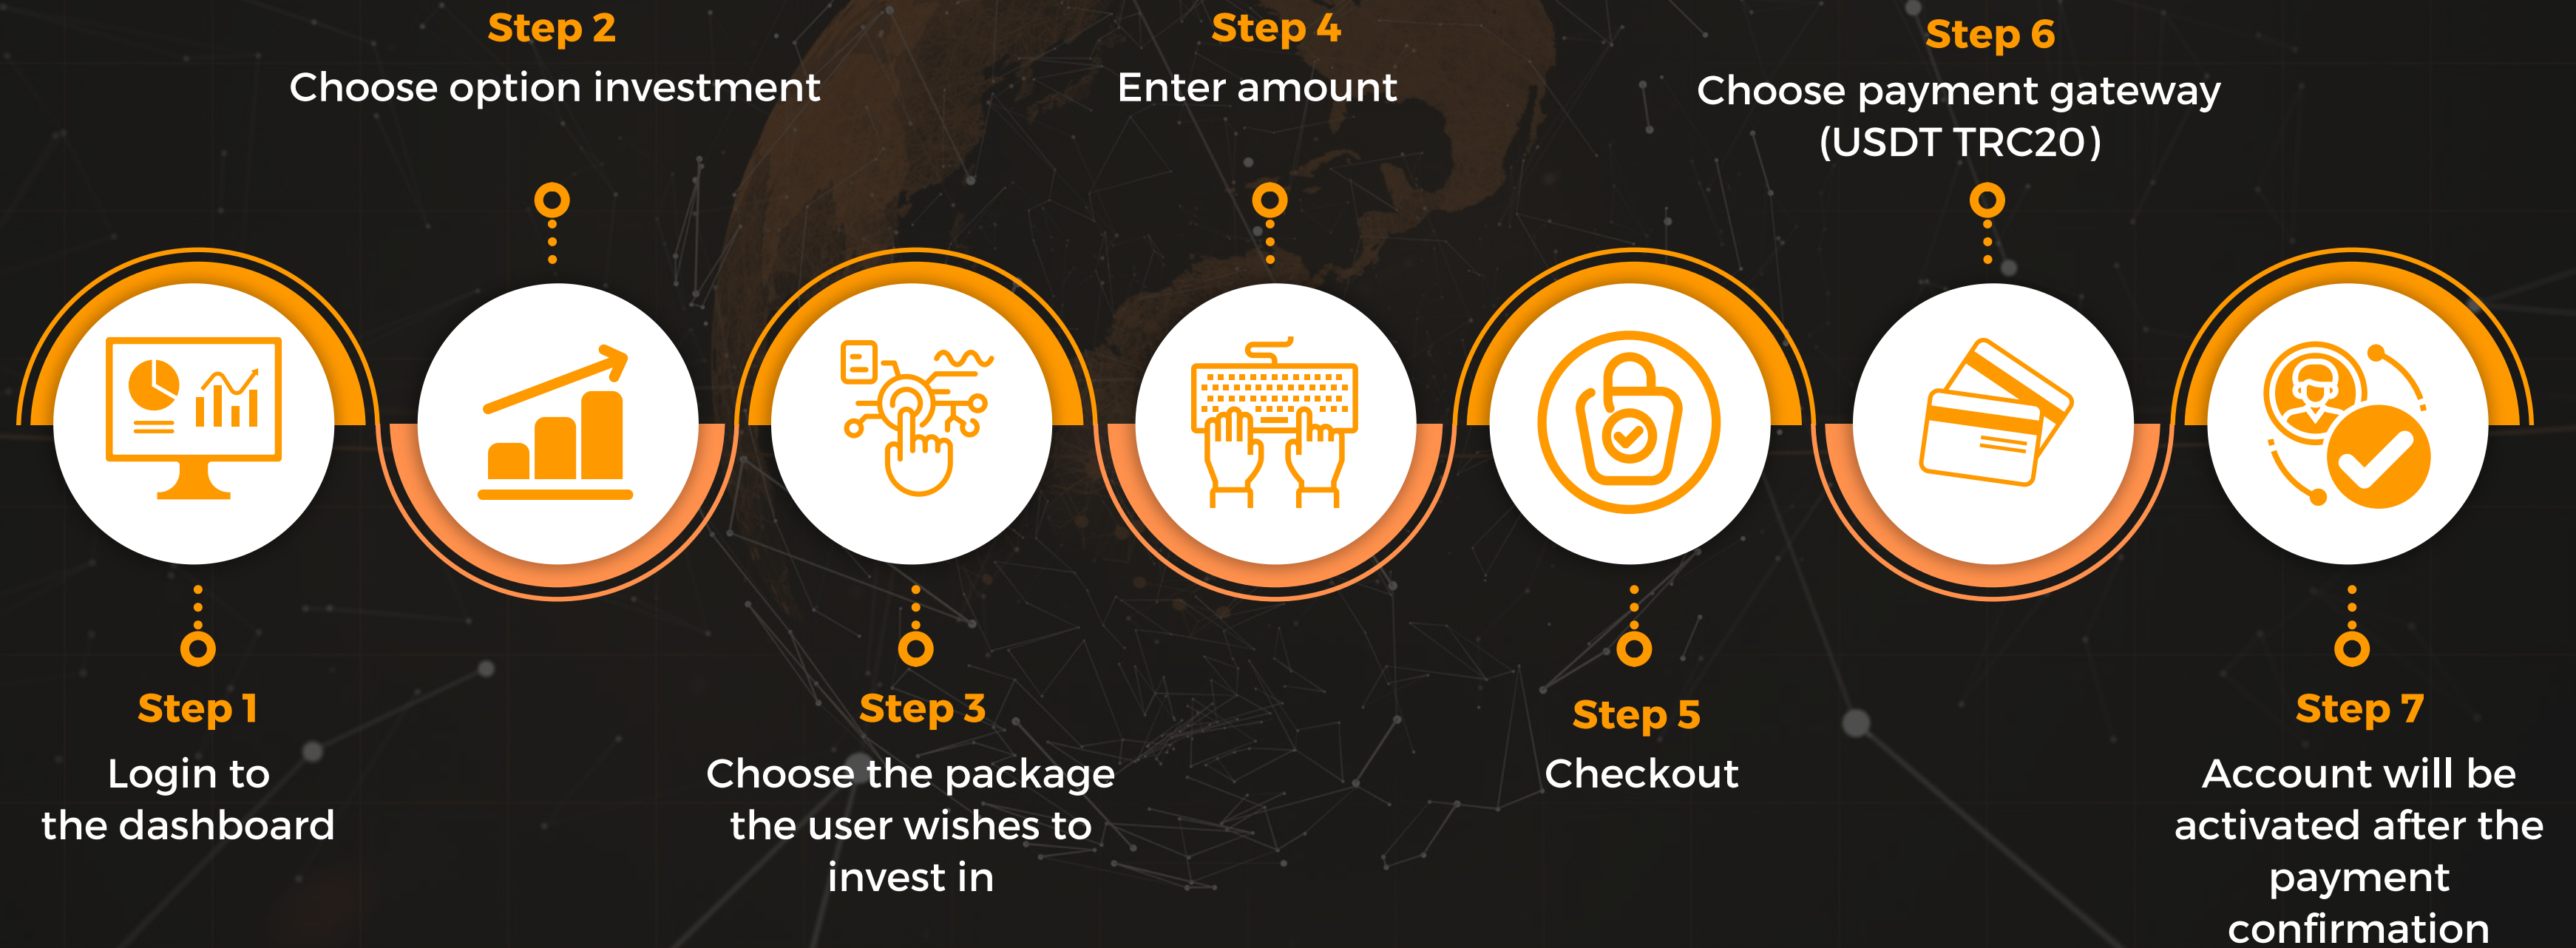 Step 1
Login to
the dashboard
Step 2
Choose option investment
Step 3
Choose the package
the user wishes to
invest in
Step 4
Enter amount
Step 5
Checkout
Step 6
Choose payment gateway
(USDT TRC20)
Step 7
Account will be
activated after the
payment
confirmation